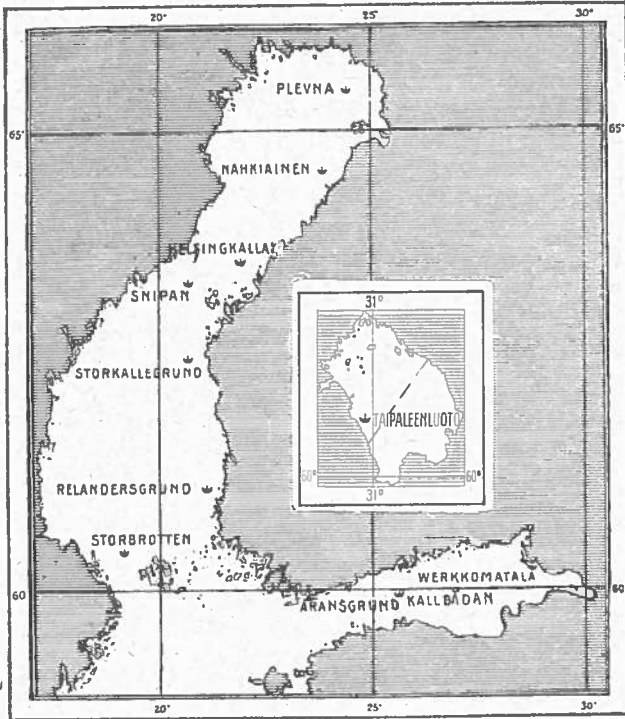 20° 25° 30°
PLEVNA
65° 65°
NAHKIAINEN
HELSINGKALLAN
SNIPAN
31°
STORKALLEGRUND
TAIPALEENLUOTO
60° 60°
31°
RELANDERSGRUND
STORBROTTEN
WERKKOMATALA
60 60°
ÄRANSGRUND KALLBÅDAN
20° 25° 30°